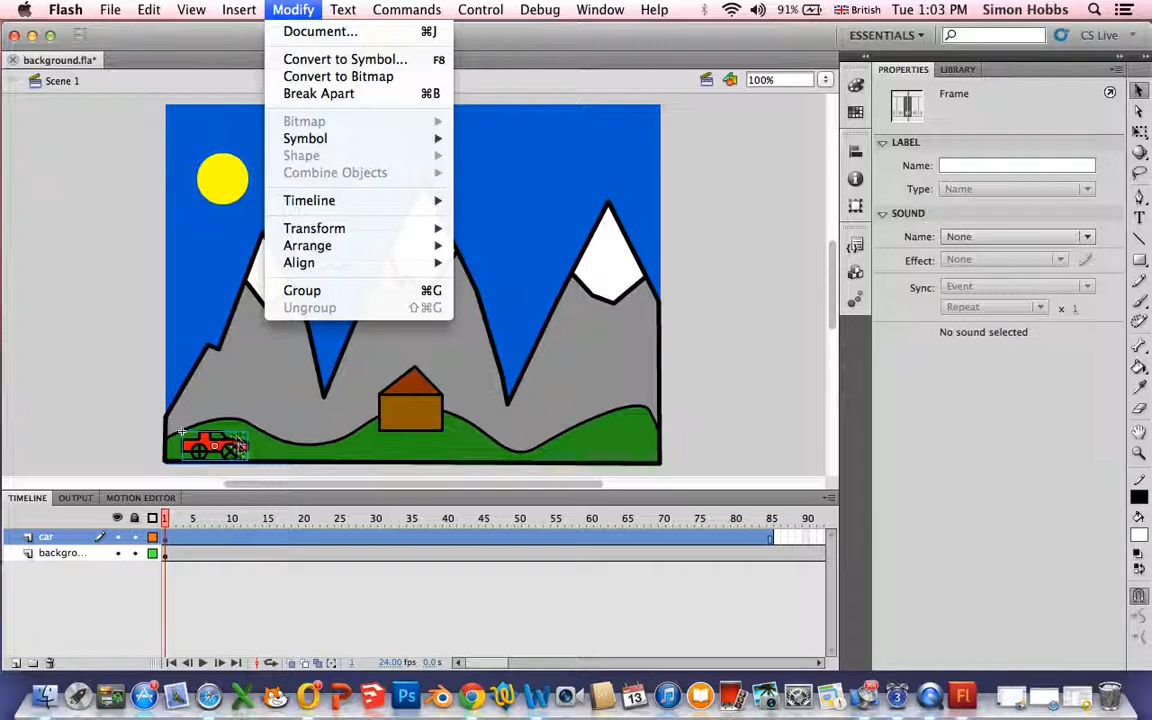 Flash File Edit View Insert Modify Text Commands Control Debug Window Help 91% British Tue 1:03 PM Simon Hobbs
ESSENTIALS CS Live
background.fla*
Scene 1 100%
Document... ⌘J
Convert to Symbol... F8
Convert to Bitmap
Break Apart ⌘B
Bitmap
Symbol
Shape
Combine Objects
Timeline
Transform
Arrange
Align
Group ⌘G
Ungroup ⇧⌘G
PROPERTIES LIBRARY
Frame
LABEL
Name:
Type: Name
SOUND
Name: None
Effect: None
Sync: Event
Repeat x 1
No sound selected
TIMELINE OUTPUT MOTION EDITOR
1 5 10 15 20 25 30 35 40 45 50 55 60 65 70 75 80 85 90
car
backgro...
1 24.00 fps 0.0 s
13
Ps
Fl